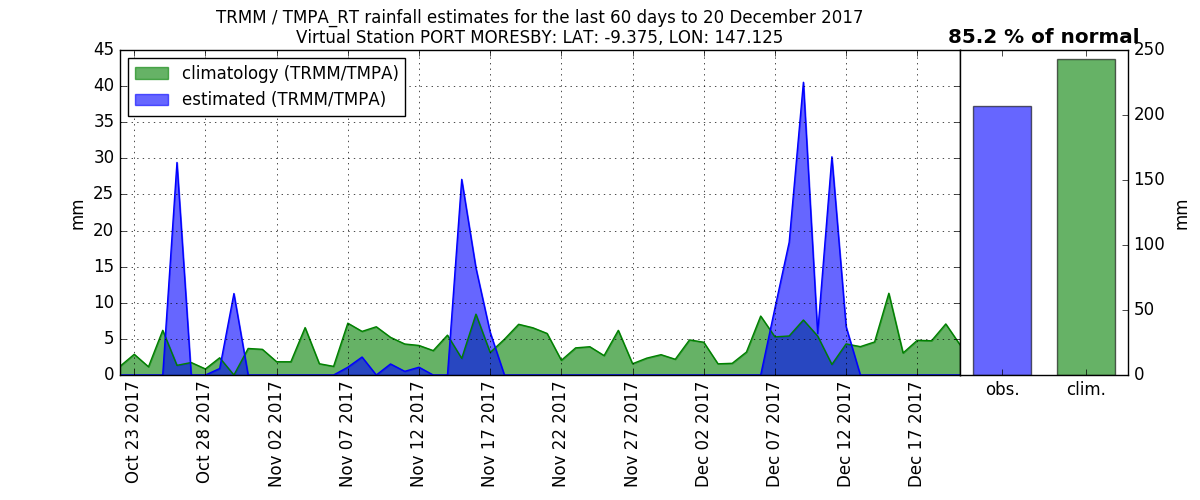 TRMM / TMPA_RT rainfall estimates for the last 60 days to 20 December 2017
Virtual Station PORT MORESBY: LAT: -9.375, LON: 147.125
85.2 % of normal
climatology (TRMM/TMPA)
estimated (TRMM/TMPA)
45
40
35
30
25
20
15
10
5
0
mm
250
200
150
100
50
0
mm
Oct 23 2017
Oct 28 2017
Nov 02 2017
Nov 07 2017
Nov 12 2017
Nov 17 2017
Nov 22 2017
Nov 27 2017
Dec 02 2017
Dec 07 2017
Dec 12 2017
Dec 17 2017
obs.
clim.